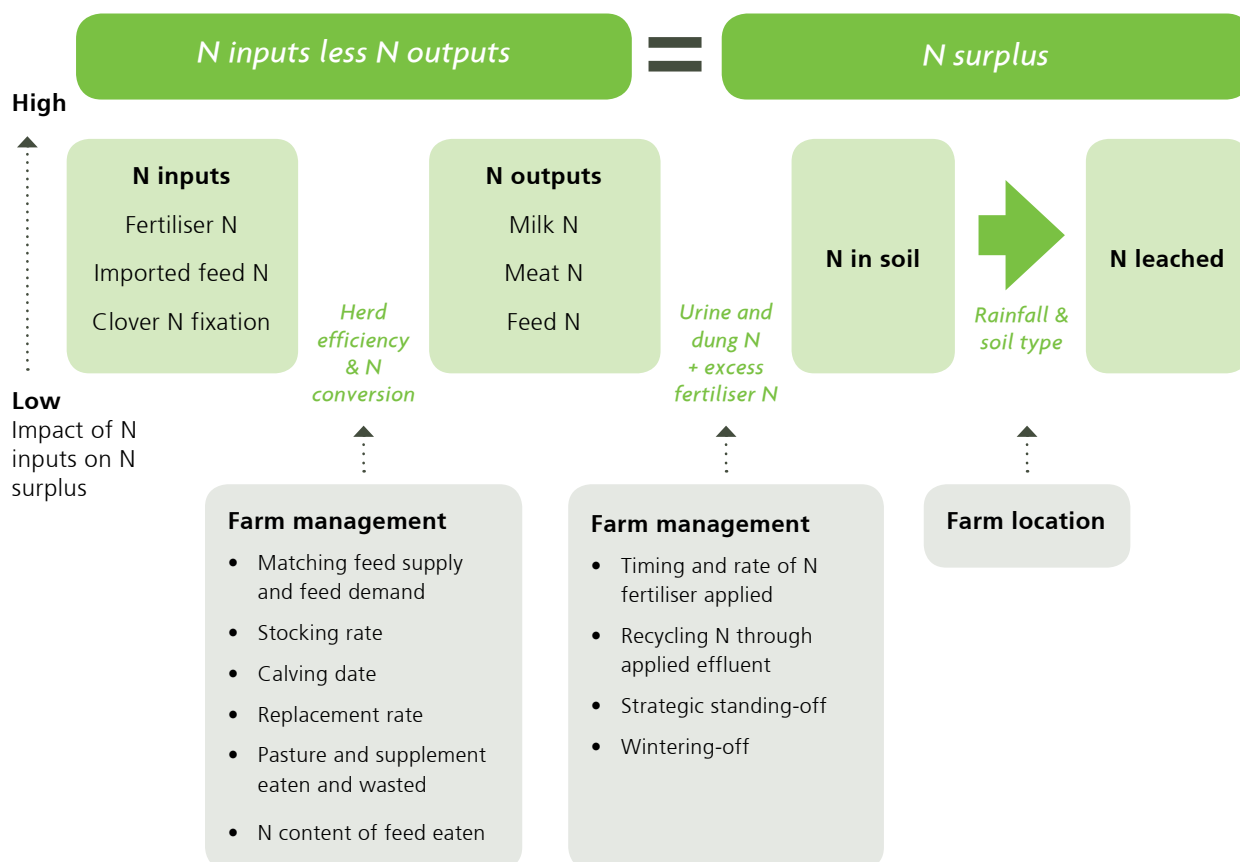 N inputs less N outputs
=
N surplus
High
Low
Impact of N
inputs on N
surplus
N inputs
Fertiliser N
Imported feed N
Clover N fixation
Herd
efficiency
& N
conversion
N outputs
Milk N
Meat N
Feed N
Urine and
dung N
+ excess
fertiliser N
N in soil
Rainfall &
soil type
N leached
Farm management
• Matching feed supply
and feed demand
• Stocking rate
• Calving date
• Replacement rate
• Pasture and supplement
eaten and wasted
• N content of feed eaten
Farm management
• Timing and rate of N
fertiliser applied
• Recycling N through
applied effluent
• Strategic standing-off
• Wintering-off
Farm location